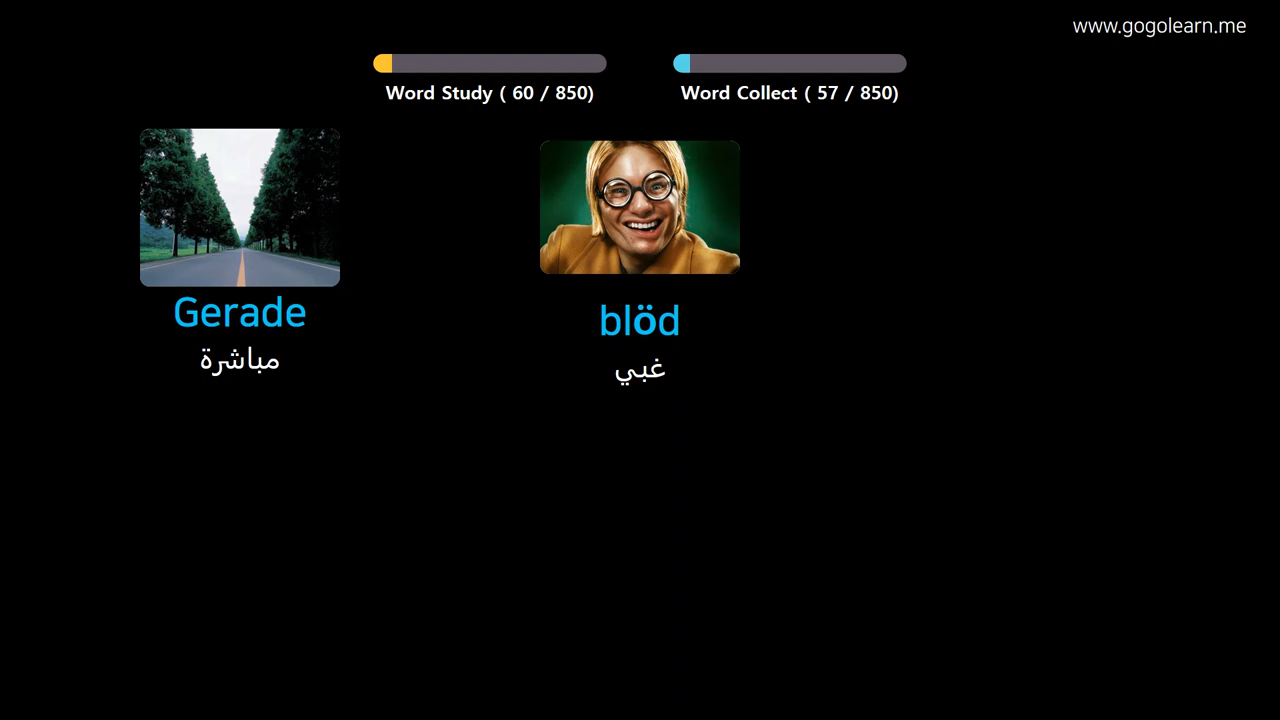 www.gogolearn.me
Word Study ( 60 / 850)
Word Collect ( 57 / 850)
Gerade
مباشرة
blöd
غبي